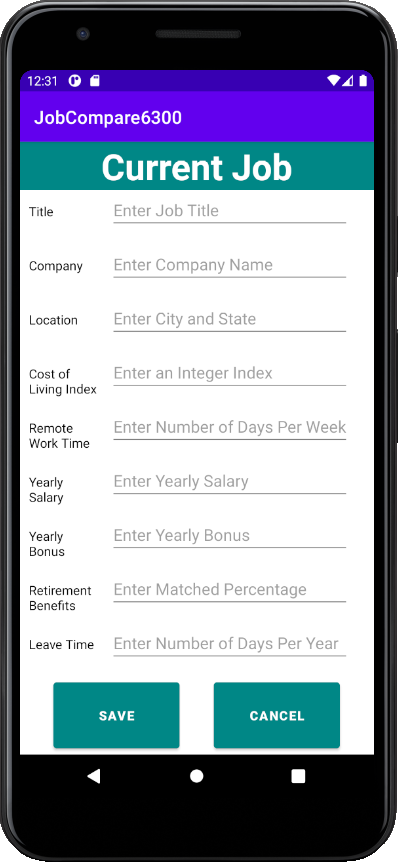 12:31
JobCompare6300
Current Job
Title
Enter Job Title
Company
Enter Company Name
Location
Enter City and State
Cost of
Living Index
Enter an Integer Index
Remote
Work Time
Enter Number of Days Per Week
Yearly
Salary
Enter Yearly Salary
Yearly
Bonus
Enter Yearly Bonus
Retirement
Benefits
Enter Matched Percentage
Leave Time
Enter Number of Days Per Year
SAVE
CANCEL